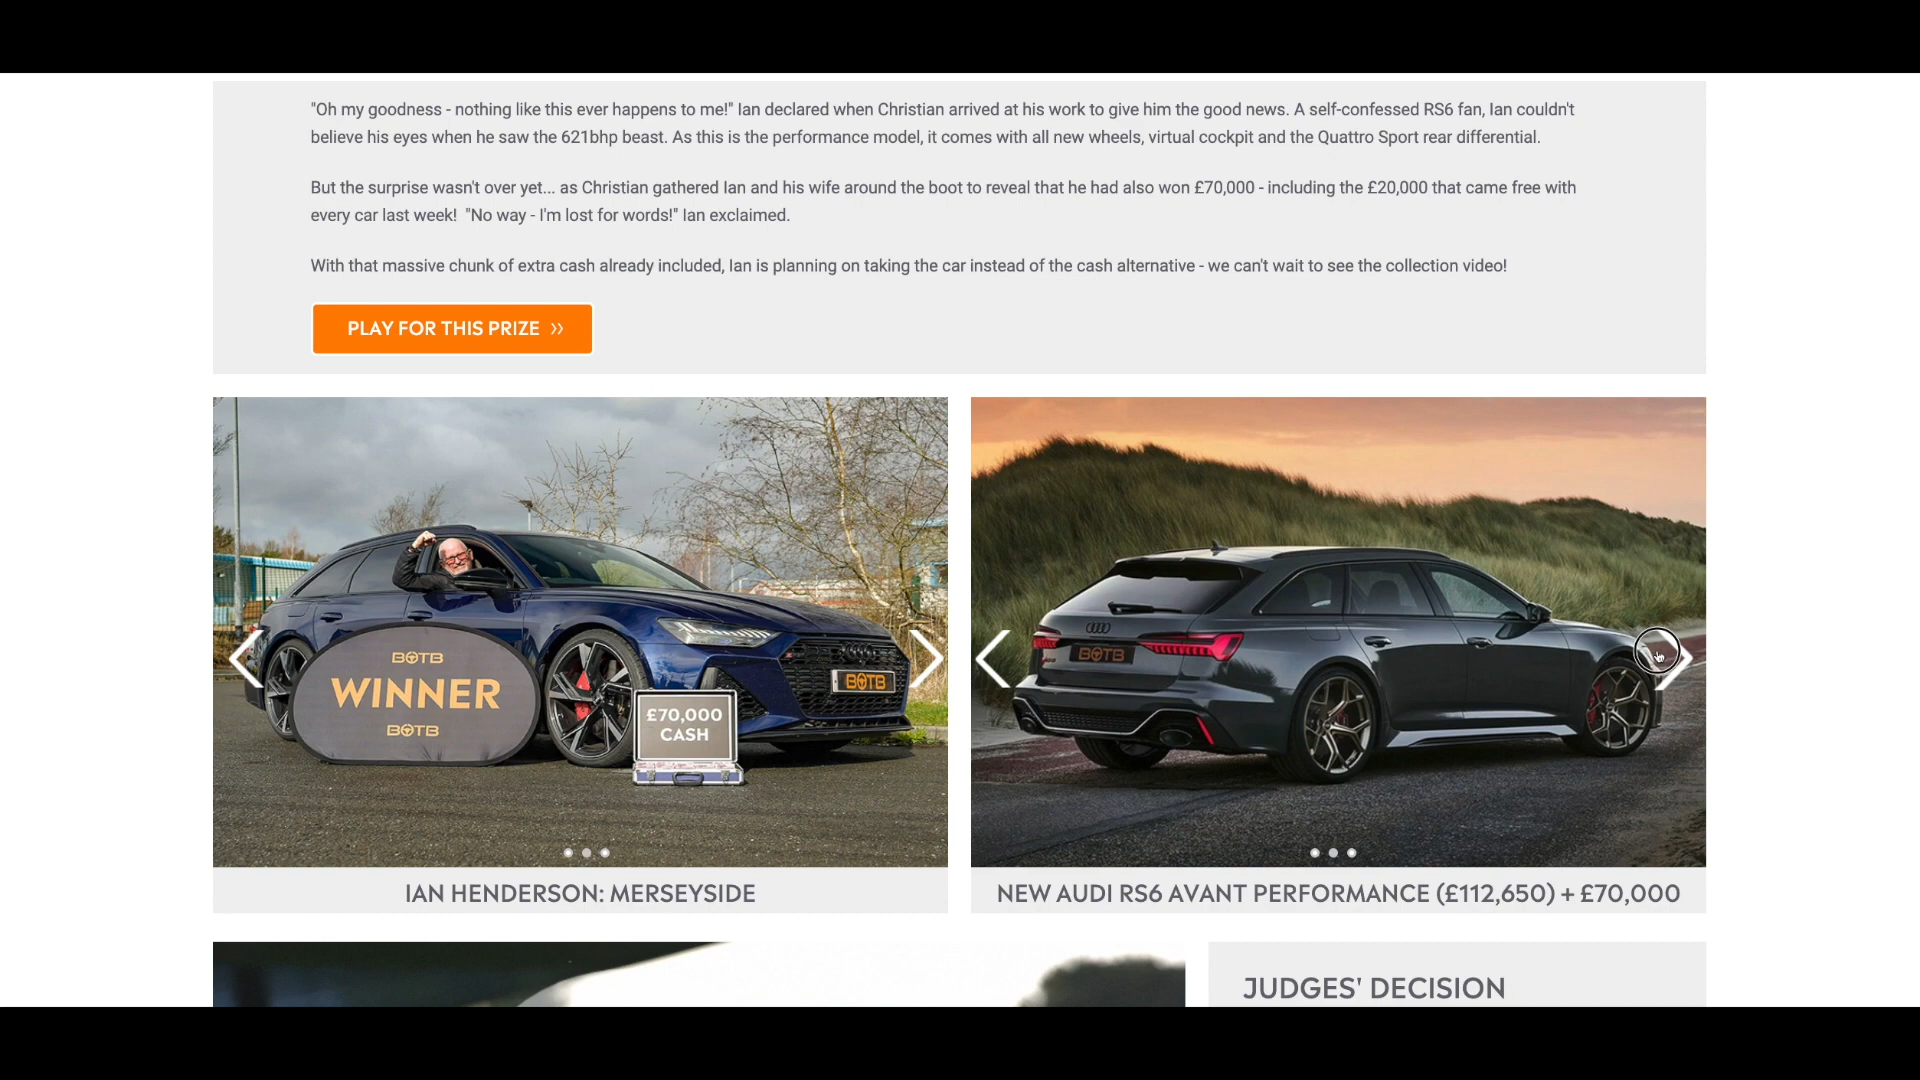 "Oh my goodness - nothing like this ever happens to me!" Ian declared when Christian arrived at his work to give him the good news. A self-confessed RS6 fan, Ian couldn't
believe his eyes when he saw the 621bhp beast. As this is the performance model, it comes with all new wheels, virtual cockpit and the Quattro Sport rear differential.
But the surprise wasn't over yet... as Christian gathered Ian and his wife around the boot to reveal that he had also won £70,000 - including the £20,000 that came free with
every car last week!  "No way - I'm lost for words!" Ian exclaimed.
With that massive chunk of extra cash already included, Ian is planning on taking the car instead of the cash alternative - we can't wait to see the collection video!
PLAY FOR THIS PRIZE »
BOTB
WINNER
BOTB
£70,000
CASH
BOTB
BOTB
IAN HENDERSON: MERSEYSIDE
NEW AUDI RS6 AVANT PERFORMANCE (£112,650) + £70,000
JUDGES' DECISION